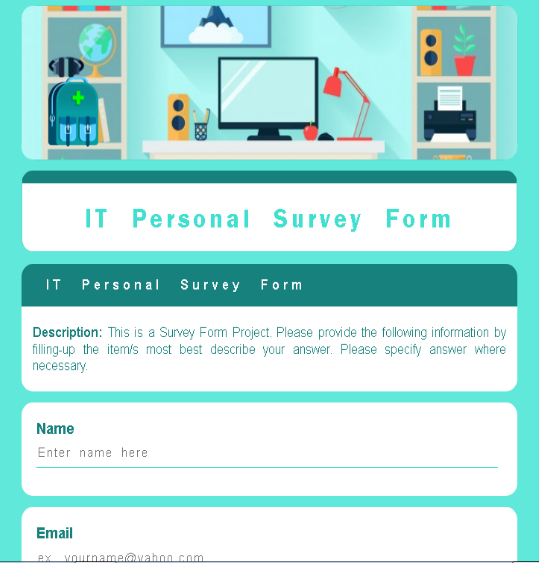 IT Personal Survey Form
IT Personal Survey Form
Description: This is a Survey Form Project. Please provide the following information by
filling-up the item/s most best describe your answer. Please specify answer where
necessary.
Name
Enter name here
Email
ex. yourname@yahoo.com